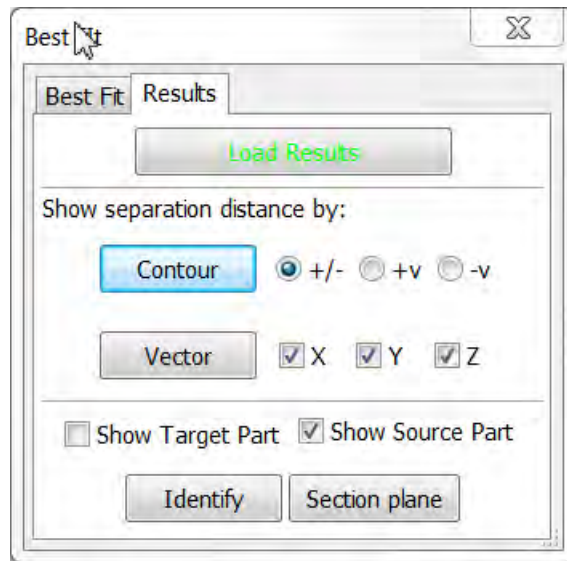 Best Fit
Best Fit Results
Load Results
Show separation distance by:
Contour +/- +v -v
Vector X Y Z
Show Target Part Show Source Part
Identify Section plane